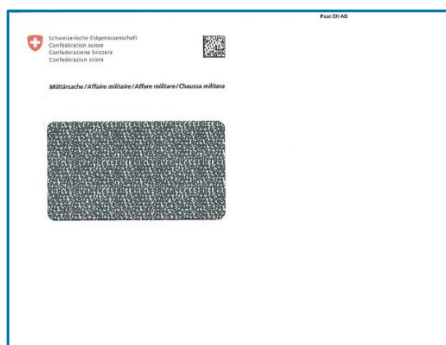 Post CH AG
Schweizerische Eidgenossenschaft
Confédération suisse
Confederazione Svizzera
Confederaziun svizra
Militärsache / Affaire militaire / Affare militare / Chaussa militara